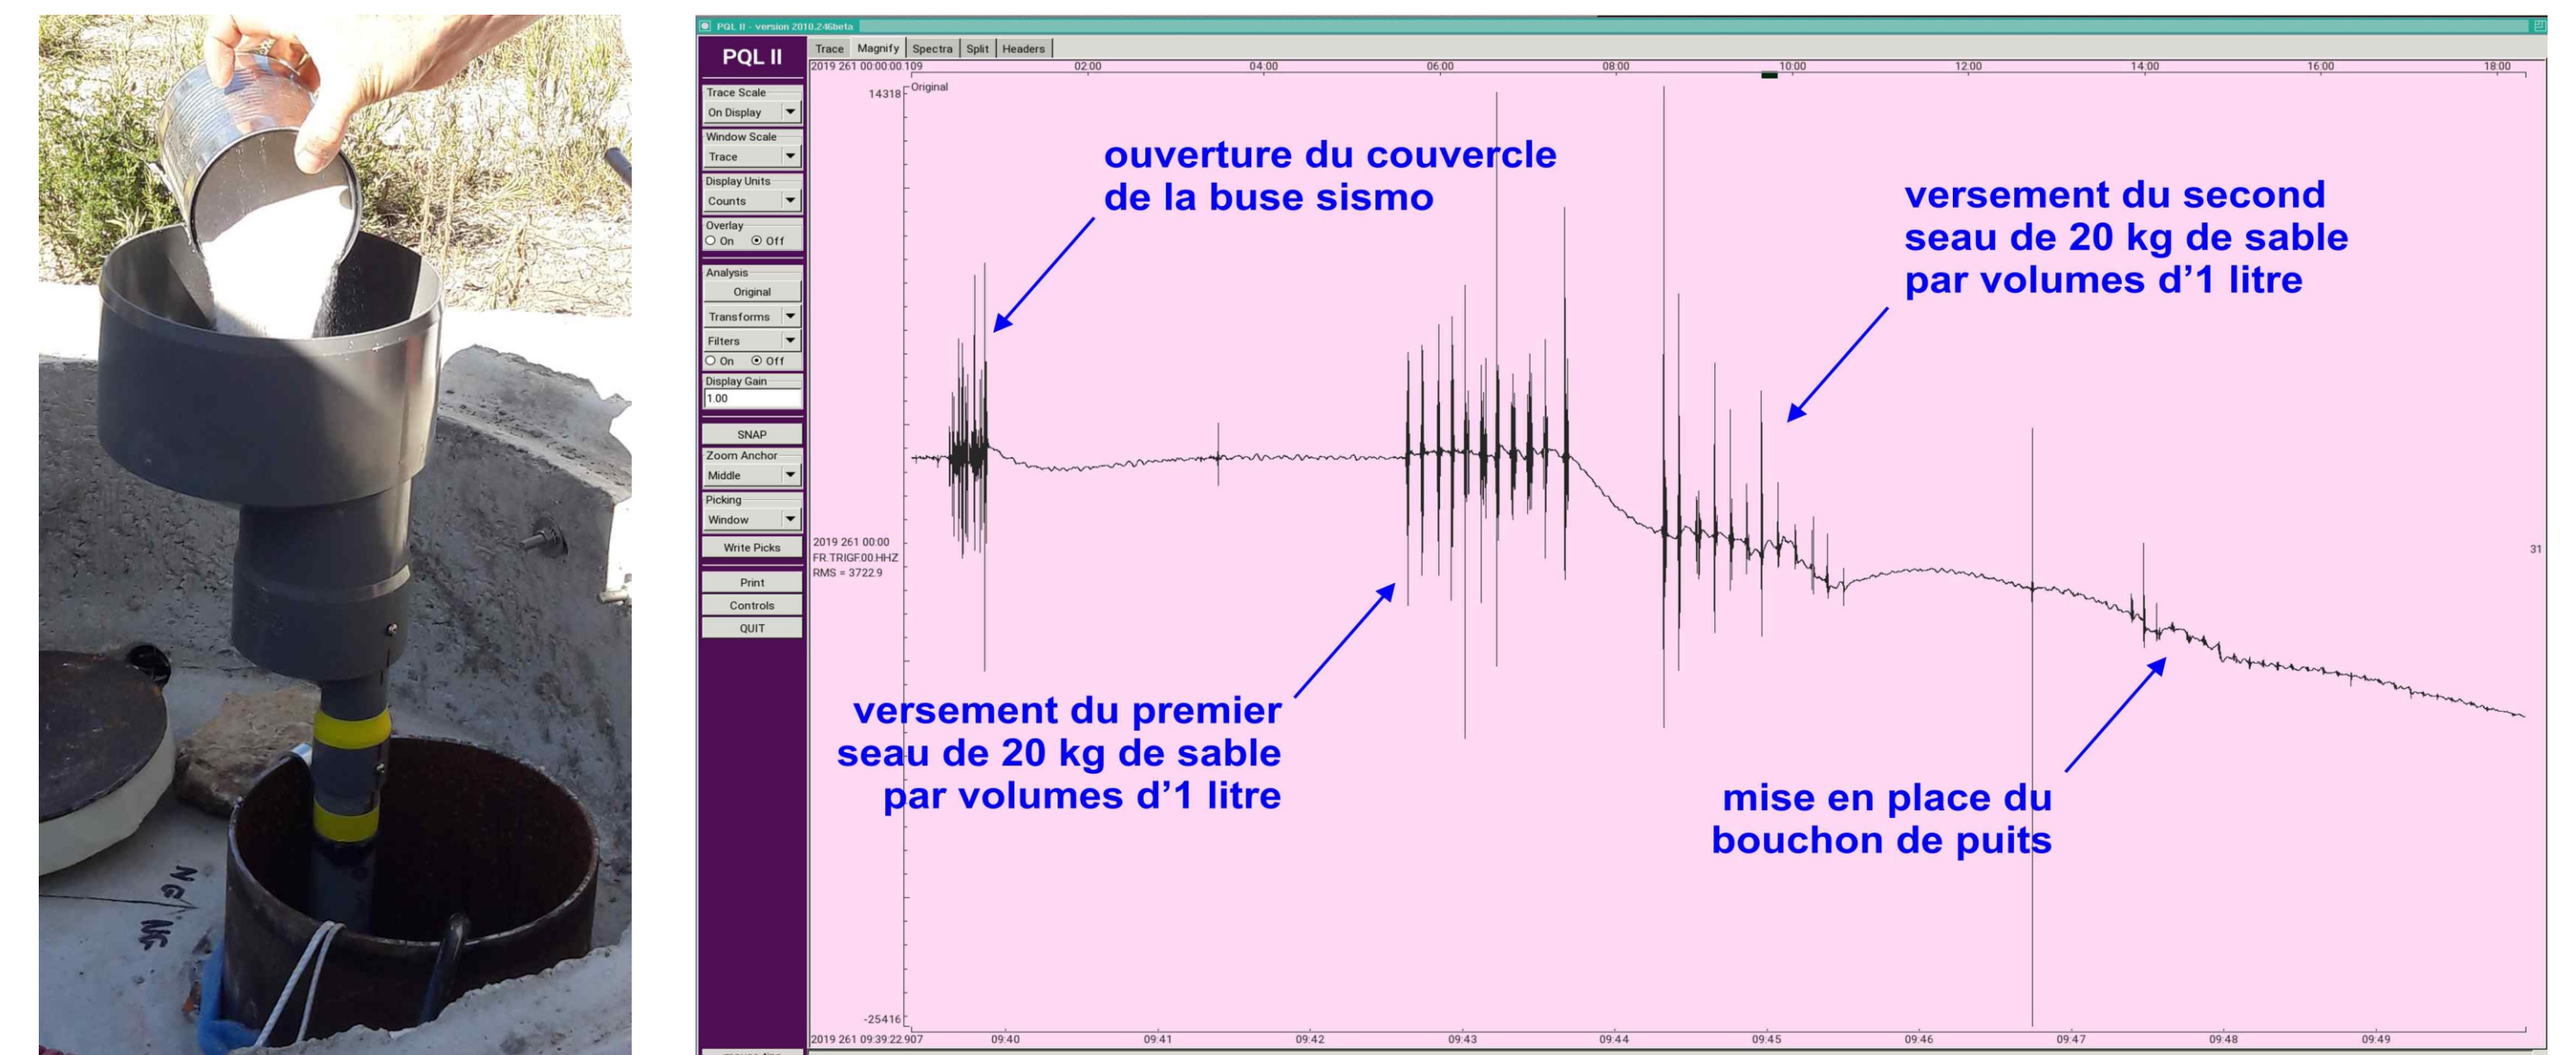 PQL II - version 2010.246beta
PQL II
Trace Scale
On Display
Window Scale
Trace
Display Units
Counts
Overlay
On Off
Analysis
Original
Transforms
Filters
On Off
Display Gain
1.00
SNAP
Zoom Anchor
Middle
Picking
Window
Write Picks
Print
Controls
QUIT
Trace Magnify Spectra Split Headers
2019 261 00:00:00.109 02:00 04:00 06:00 08:00 10:00 12:00 14:00 16:00 18:00
14318
Original
ouverture du couvercle
de la buse sismo
versement du second
seau de 20 kg de sable
par volumes d’1 litre
2019 261 00:00
FR.TRIGF.00.HHZ
RMS = 3722.9
31
versement du premier
seau de 20 kg de sable
par volumes d’1 litre
mise en place du
bouchon de puits
-25416
2019 261 09:39:22.907 09:40 09:41 09:42 09:43 09:44 09:45 09:46 09:47 09:48 09:49
NG
NG